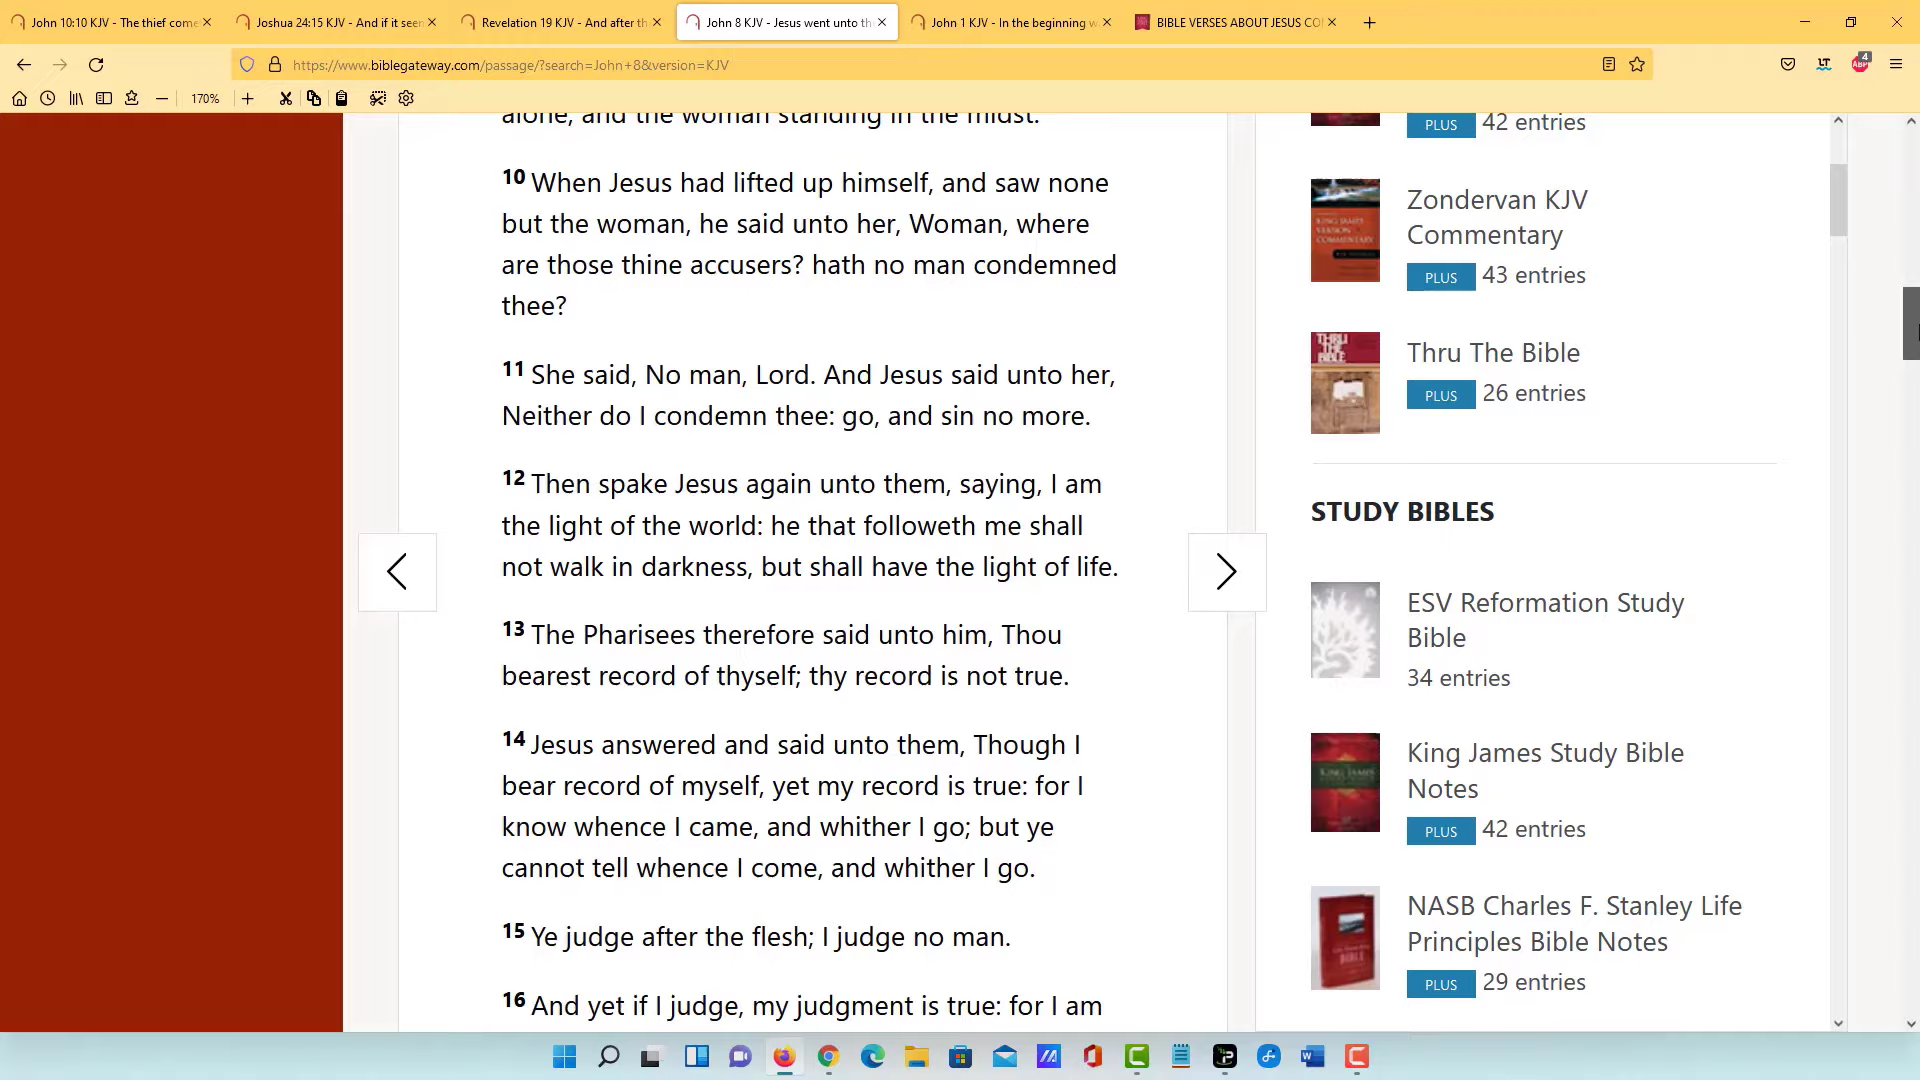 John 10:10 KJV - The thief come
Joshua 24:15 KJV - And if it seem
Revelation 19 KJV - And after th
John 8 KJV - Jesus went unto th
John 1 KJV - In the beginning w
BIBLE VERSES ABOUT JESUS CO
https://www.biblegateway.com/passage/?search=John+8&version=KJV
4
170%
alone, and the woman standing in the midst.
10 When Jesus had lifted up himself, and saw none
but the woman, he said unto her, Woman, where
are those thine accusers? hath no man condemned
thee?
11 She said, No man, Lord. And Jesus said unto her,
Neither do I condemn thee: go, and sin no more.
12 Then spake Jesus again unto them, saying, I am
the light of the world: he that followeth me shall
not walk in darkness, but shall have the light of life.
13 The Pharisees therefore said unto him, Thou
bearest record of thyself; thy record is not true.
14 Jesus answered and said unto them, Though I
bear record of myself, yet my record is true: for I
know whence I came, and whither I go; but ye
cannot tell whence I come, and whither I go.
15 Ye judge after the flesh; I judge no man.
16 And yet if I judge, my judgment is true: for I am
PLUS 42 entries
Zondervan KJV
Commentary
PLUS 43 entries
THRU
THE
BIBLE
Thru The Bible
PLUS 26 entries
STUDY BIBLES
ESV Reformation Study
Bible
34 entries
King James Study Bible
Notes
PLUS 42 entries
NASB Charles F. Stanley Life
Principles Bible Notes
PLUS 29 entries